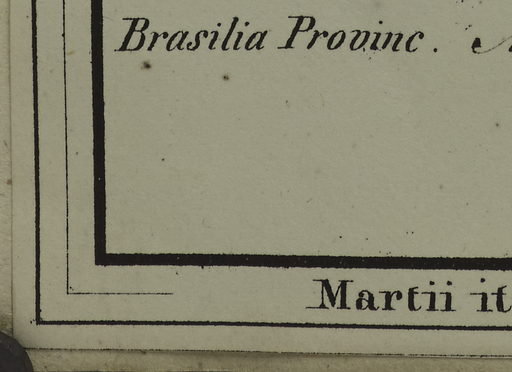 Brasilia Provinc.
Martii it